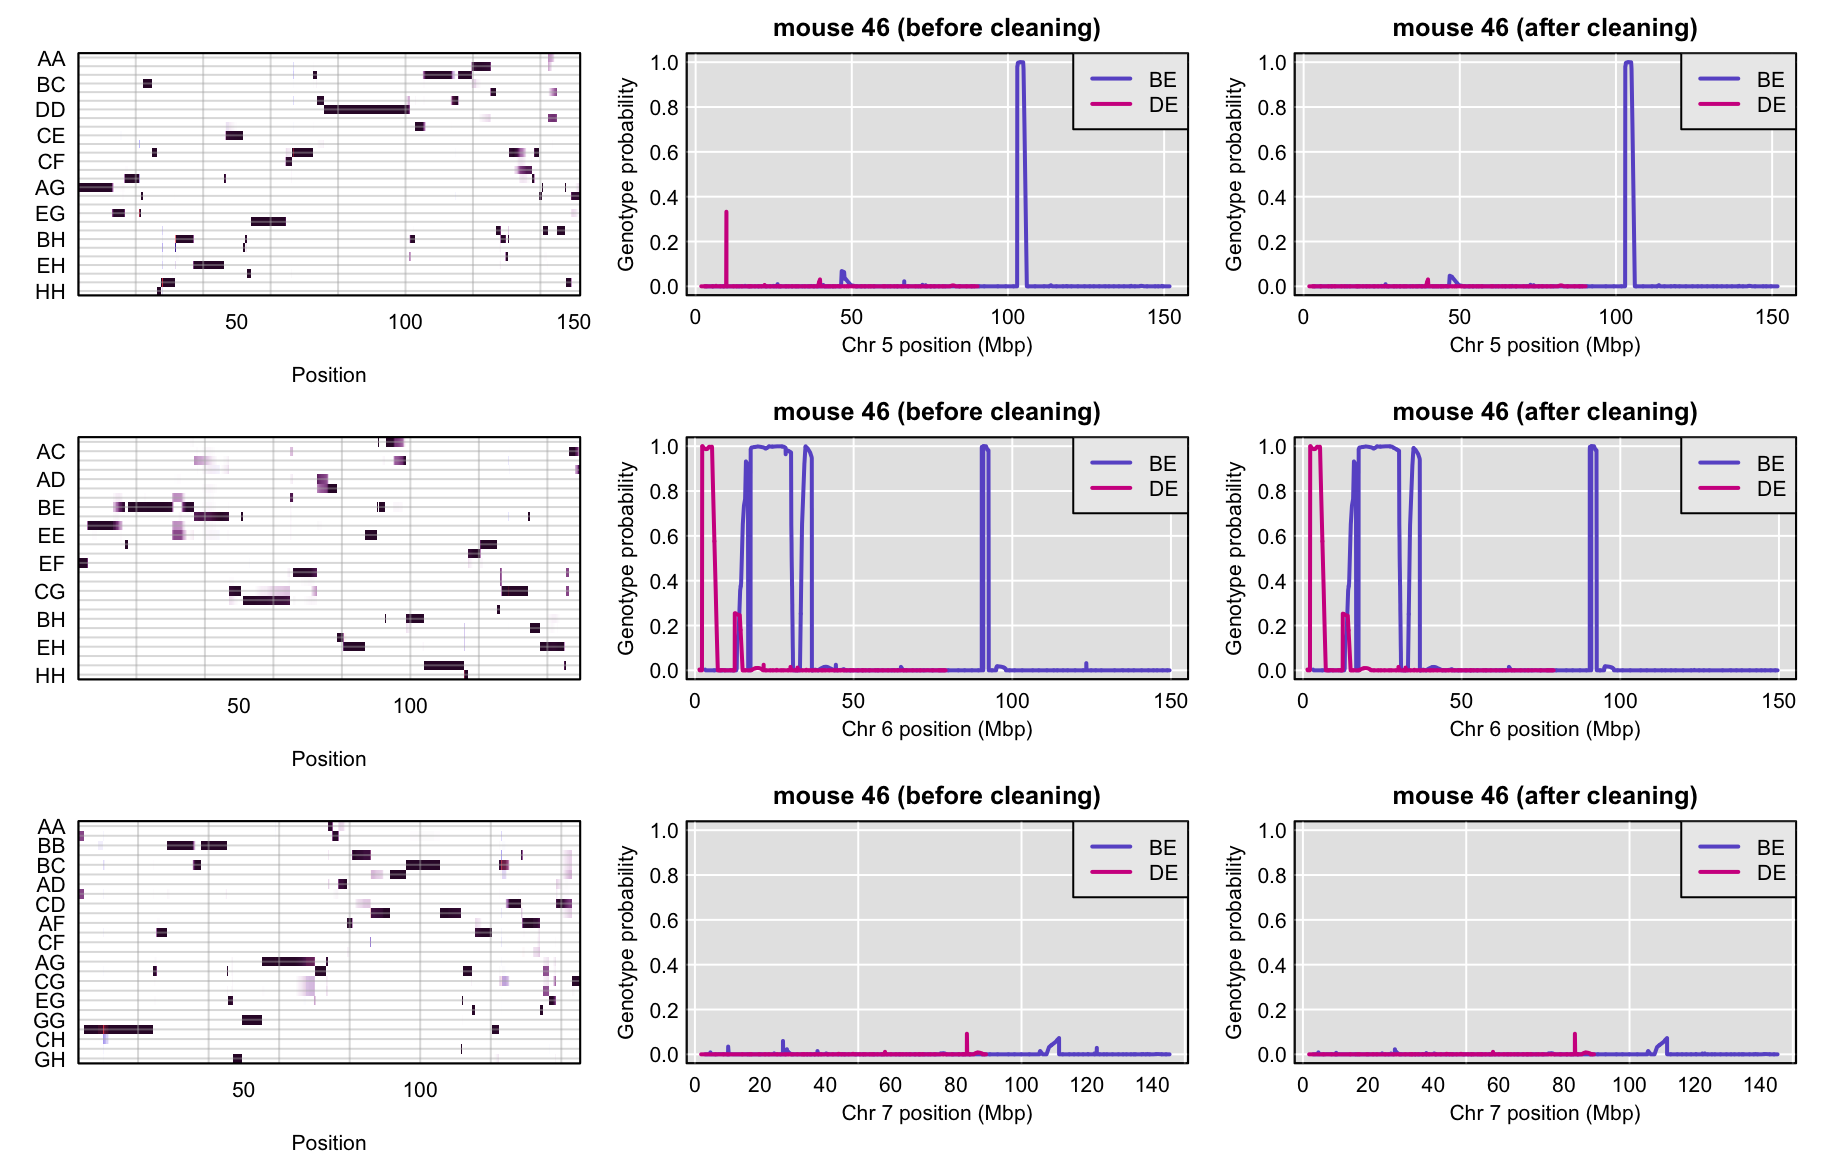 AA
BC
DD
CE
CF
AG
EG
BH
EH
HH
50
100
150
Position
mouse 46 (before cleaning)
Genotype probability
1.0
0.8
0.6
0.4
0.2
0.0
BE
DE
0
50
100
150
Chr 5 position (Mbp)
mouse 46 (after cleaning)
Genotype probability
1.0
0.8
0.6
0.4
0.2
0.0
BE
DE
0
50
100
150
Chr 5 position (Mbp)
AC
AD
BE
EE
EF
CG
BH
EH
HH
50
100
Position
mouse 46 (before cleaning)
Genotype probability
1.0
0.8
0.6
0.4
0.2
0.0
BE
DE
0
50
100
150
Chr 6 position (Mbp)
mouse 46 (after cleaning)
Genotype probability
1.0
0.8
0.6
0.4
0.2
0.0
BE
DE
0
50
100
150
Chr 6 position (Mbp)
AA
BB
BC
AD
CD
AF
CF
AG
CG
EG
GG
CH
GH
50
100
Position
mouse 46 (before cleaning)
Genotype probability
1.0
0.8
0.6
0.4
0.2
0.0
BE
DE
0
20
40
60
80
100
120
140
Chr 7 position (Mbp)
mouse 46 (after cleaning)
Genotype probability
1.0
0.8
0.6
0.4
0.2
0.0
BE
DE
0
20
40
60
80
100
120
140
Chr 7 position (Mbp)